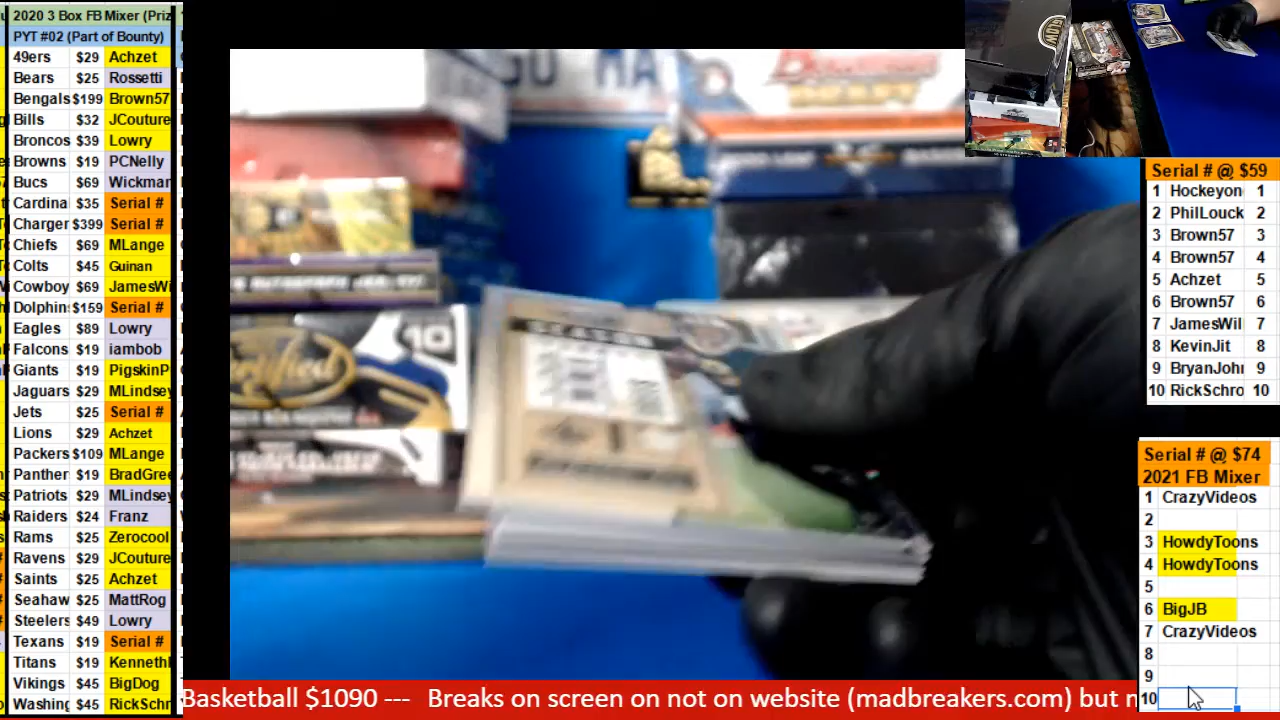 2020 3 Box FB Mixer (Priz
PYT #02 (Part of Bounty)
49ers $29 Achzet
Bears $25 Rossetti
Bengals $199 Brown57
Bills $32 JCouture
Broncos $39 Lowry
Browns $19 PCNelly
Bucs $69 Wickman
Cardina $35 Serial #
Charger $399 Serial #
Chiefs $69 MLange
Colts $45 Guinan
Cowboy $69 JamesWi
Dolphin $159 Serial #
Eagles $89 Lowry
Falcons $19 iambob
Giants $19 PigskinP
Jaguars $29 MLindsey
Jets $25 Serial #
Lions $29 Achzet
Packers $109 MLange
Panther $19 BradGree
Patriots $29 MLindsey
Raiders $24 Franz
Rams $25 Zerocool
Ravens $29 JCouture
Saints $25 Achzet
Seahaw $25 MattRog
Steelers $49 Lowry
Texans $19 Serial #
Titans $19 Kenneth
Vikings $45 BigDog
Washing $45 RickSchr
SEASON
Certified
10
Serial # @ $59
1 Hockeyon 1
2 PhilLouck 2
3 Brown57 3
4 Brown57 4
5 Achzet 5
6 Brown57 6
7 JamesWil 7
8 KevinJit 8
9 BryanJoh 9
10 RickSchro 10
Serial # @ $74
2021 FB Mixer
1 CrazyVideos
2
3 HowdyToons
4 HowdyToons
5
6 BigJB
7 CrazyVideos
8
9
10
Basketball $1090 --- Breaks on screen on not on website (madbreakers.com) but